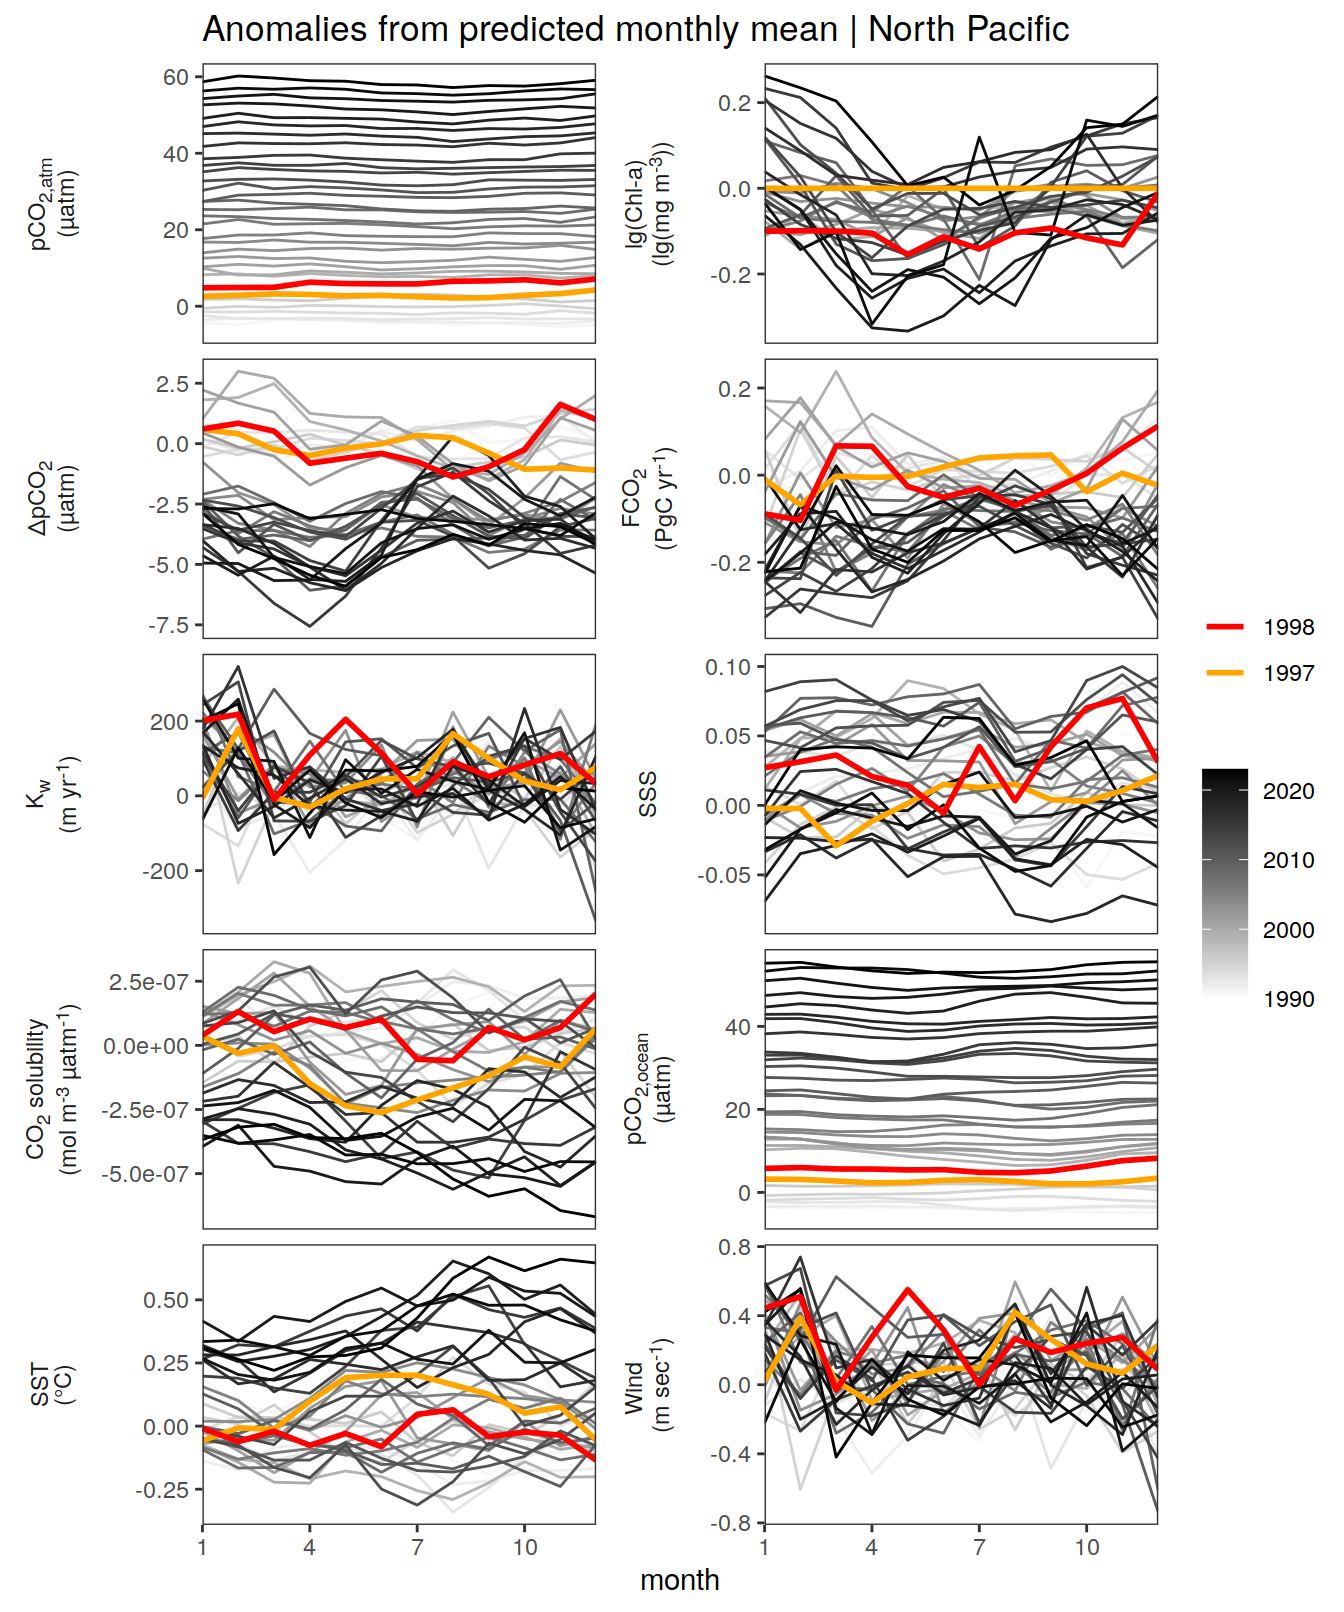 Anomalies from predicted monthly mean | North Pacific
pCO2,atm
(µatm)
60
40
20
0
lg(Chl-a)
(lg(mg m-3))
0.2
0.0
-0.2
ΔpCO2
(µatm)
2.5
0.0
-2.5
-5.0
-7.5
FCO2
(PgC yr-1)
0.2
0.0
-0.2
Kw
(m yr-1)
200
0
-200
SSS
0.10
0.05
0.00
-0.05
CO2 solubility
(mol m-3 µatm-1)
2.5e-07
0.0e+00
-2.5e-07
-5.0e-07
pCO2,ocean
(µatm)
40
20
0
SST
(°C)
0.50
0.25
0.00
-0.25
1 4 7 10
Wind
(m sec-1)
0.8
0.4
0.0
-0.4
-0.8
1 4 7 10
month
1998
1997
2020
2010
2000
1990